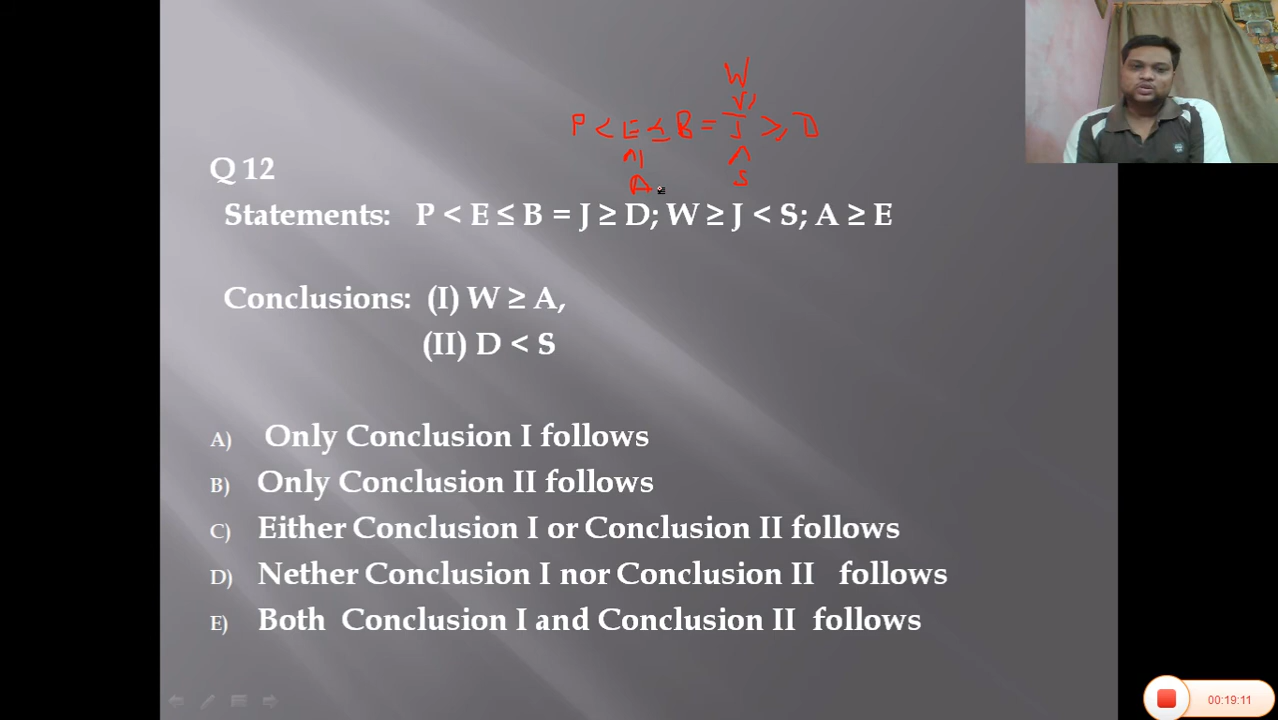 W
P < E ≤ B = J ≥ D
A S
Q 12
Statements: P < E ≤ B = J ≥ D; W ≥ J < S; A ≥ E
Conclusions: (I) W ≥ A,
(II) D < S
A) Only Conclusion I follows
B) Only Conclusion II follows
C) Either Conclusion I or Conclusion II follows
D) Nether Conclusion I nor Conclusion II follows
E) Both Conclusion I and Conclusion II follows
00:19:11